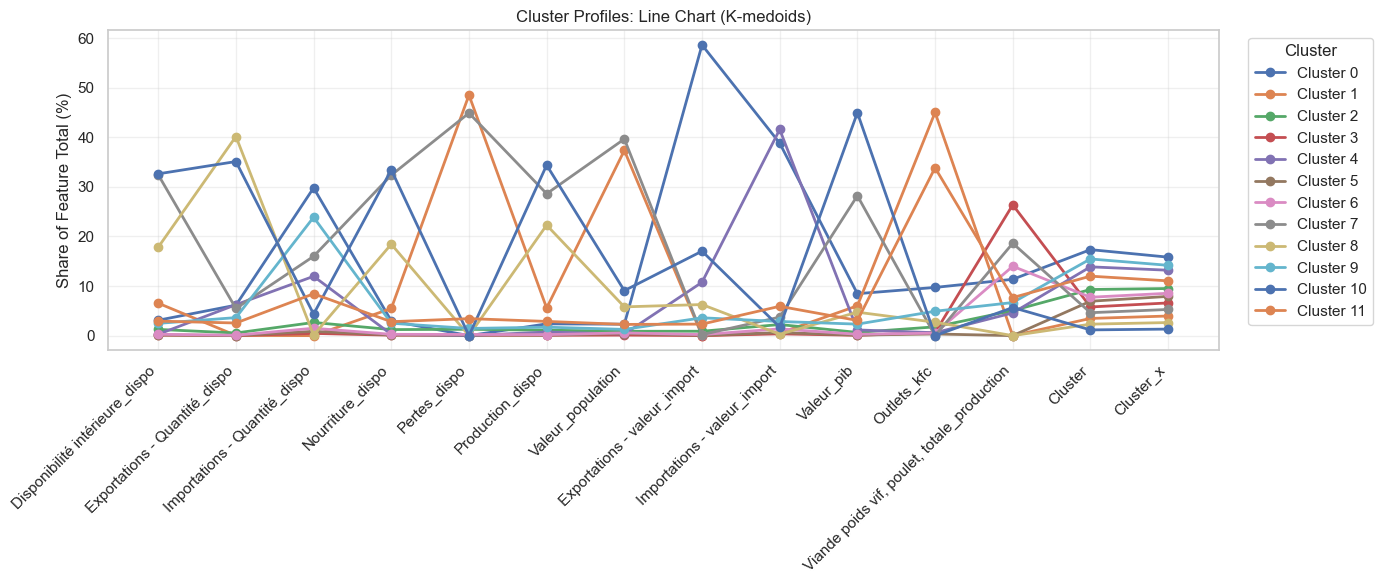 Cluster Profiles: Line Chart (K-medoids)
Share of Feature Total (%)
60
50
40
30
20
10
0
Disponibilité intérieure_dispo
Exportations - Quantité_dispo
Importations - Quantité_dispo
Nourriture_dispo
Pertes_dispo
Production_dispo
Valeur_population
Exportations - valeur_import
Importations - valeur_import
Valeur_pib
Outlets_kfc
Viande poids vif, poulet, totale_production
Cluster
Cluster_x
Cluster
Cluster 0
Cluster 1
Cluster 2
Cluster 3
Cluster 4
Cluster 5
Cluster 6
Cluster 7
Cluster 8
Cluster 9
Cluster 10
Cluster 11